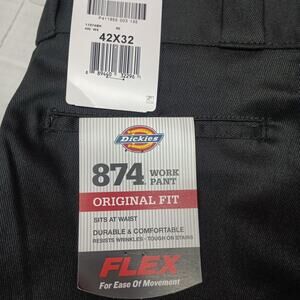 42X32
Dickies
874 WORK PANT
ORIGINAL FIT
SITS AT WAIST
DURABLE & COMFORTABLE
RESISTS WRINKLES • TOUGH ON STAINS
FLEX
For Ease Of Movement